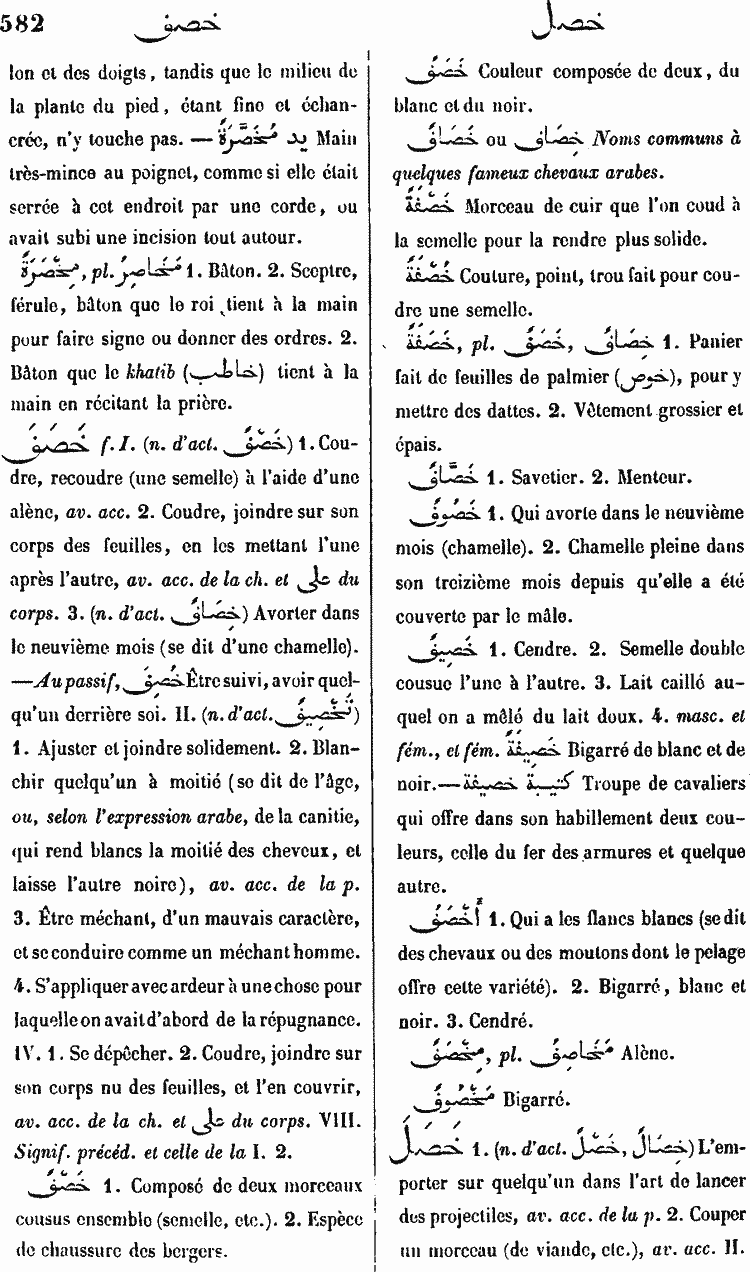 582 خصف خصل
lon et des doigts, tandis que le milieu de
la plante du pied, étant fine et échan-
crée, n'y touche pas. — يد مُخَصَّرَةٌ Main
très-mince au poignet, comme si elle était
serrée à cet endroit par une corde, ou
avait subi une incision tout autour.
مِخْصَرَةٌ, pl. مَخَاصِرُ 1. Bâton. 2. Sceptre,
férule, bâton que le roi tient à la main
pour faire signe ou donner des ordres. 2.
Bâton que le khatib (خاطب) tient à la
main en récitant la prière.
خَصَفَ f. I. (n. d'act. خَصْفٌ) 1. Cou-
dre, recoudre (une semelle) à l'aide d'une
alène, av. acc. 2. Coudre, joindre sur son
corps des feuilles, en les mettant l'une
après l'autre, av. acc. de la ch. et على du
corps. 3. (n. d'act. خِصَافٌ) Avorter dans
le neuvième mois (se dit d'une chamelle).
—Au passif, خُصِفَ Être suivi, avoir quel-
qu'un derrière soi. II. (n. d'act. تَخْصِيفٌ)
1. Ajuster et joindre solidement. 2. Blan-
chir quelqu'un à moitié (se dit de l'âge,
ou, selon l'expression arabe, de la canitie,
qui rend blancs la moitié des cheveux, et
laisse l'autre noire), av. acc. de la p.
3. Être méchant, d'un mauvais caractère,
et se conduire comme un méchant homme.
4. S'appliquer avec ardeur à une chose pour
laquelle on avait d'abord de la répugnance.
IV. 1. Se dépêcher. 2. Coudre, joindre sur
son corps nu des feuilles, et l'en couvrir,
av. acc. de la ch. et على du corps. VIII.
Signif. précéd. et celle de la I. 2.
خَصْفٌ 1. Composé de deux morceaux
cousus ensemble (semelle, etc.). 2. Espèce
de chaussure des bergers.
خَصَفٌ Couleur composée de deux, du
blanc et du noir.
خَصَافٌ ou خِصَافٌ Noms communs à
quelques fameux chevaux arabes.
خَصَفَةٌ Morceau de cuir que l'on coud à
la semelle pour la rendre plus solide.
خُصْفَةٌ Couture, point, trou fait pour cou-
dre une semelle.
خَصَفَةٌ, pl. خَصَفٌ, خِصَافٌ 1. Panier
fait de feuilles de palmier (خوص), pour y
mettre des dattes. 2. Vêtement grossier et
épais.
خَصَّافٌ 1. Savetier. 2. Menteur.
خَصُوفٌ 1. Qui avorte dans le neuvième
mois (chamelle). 2. Chamelle pleine dans
son treizième mois depuis qu'elle a été
couverte par le mâle.
خَصِيفٌ 1. Cendre. 2. Semelle double
cousue l'une à l'autre. 3. Lait caillé au-
quel on a mêlé du lait doux. 4. masc. et
fém., et fém. خَصِيفَةٌ Bigarré de blanc et de
noir.— كتيبة خصيفة Troupe de cavaliers
qui offre dans son habillement deux cou-
leurs, celle du fer des armures et quelque
autre.
أَخْصَفُ 1. Qui a les flancs blancs (se dit
des chevaux ou des moutons dont le pelage
offre cette variété). 2. Bigarré, blanc et
noir. 3. Cendré.
مِخْصَفٌ, pl. مَخَاصِفُ Alène.
مَخْصُوفٌ Bigarré.
خَصَلَ 1. (n. d'act. خَصْلٌ, خِصَالٌ) L'em-
porter sur quelqu'un dans l'art de lancer
des projectiles, av. acc. de la p. 2. Couper
un morceau (de viande, etc.), av. acc. II.